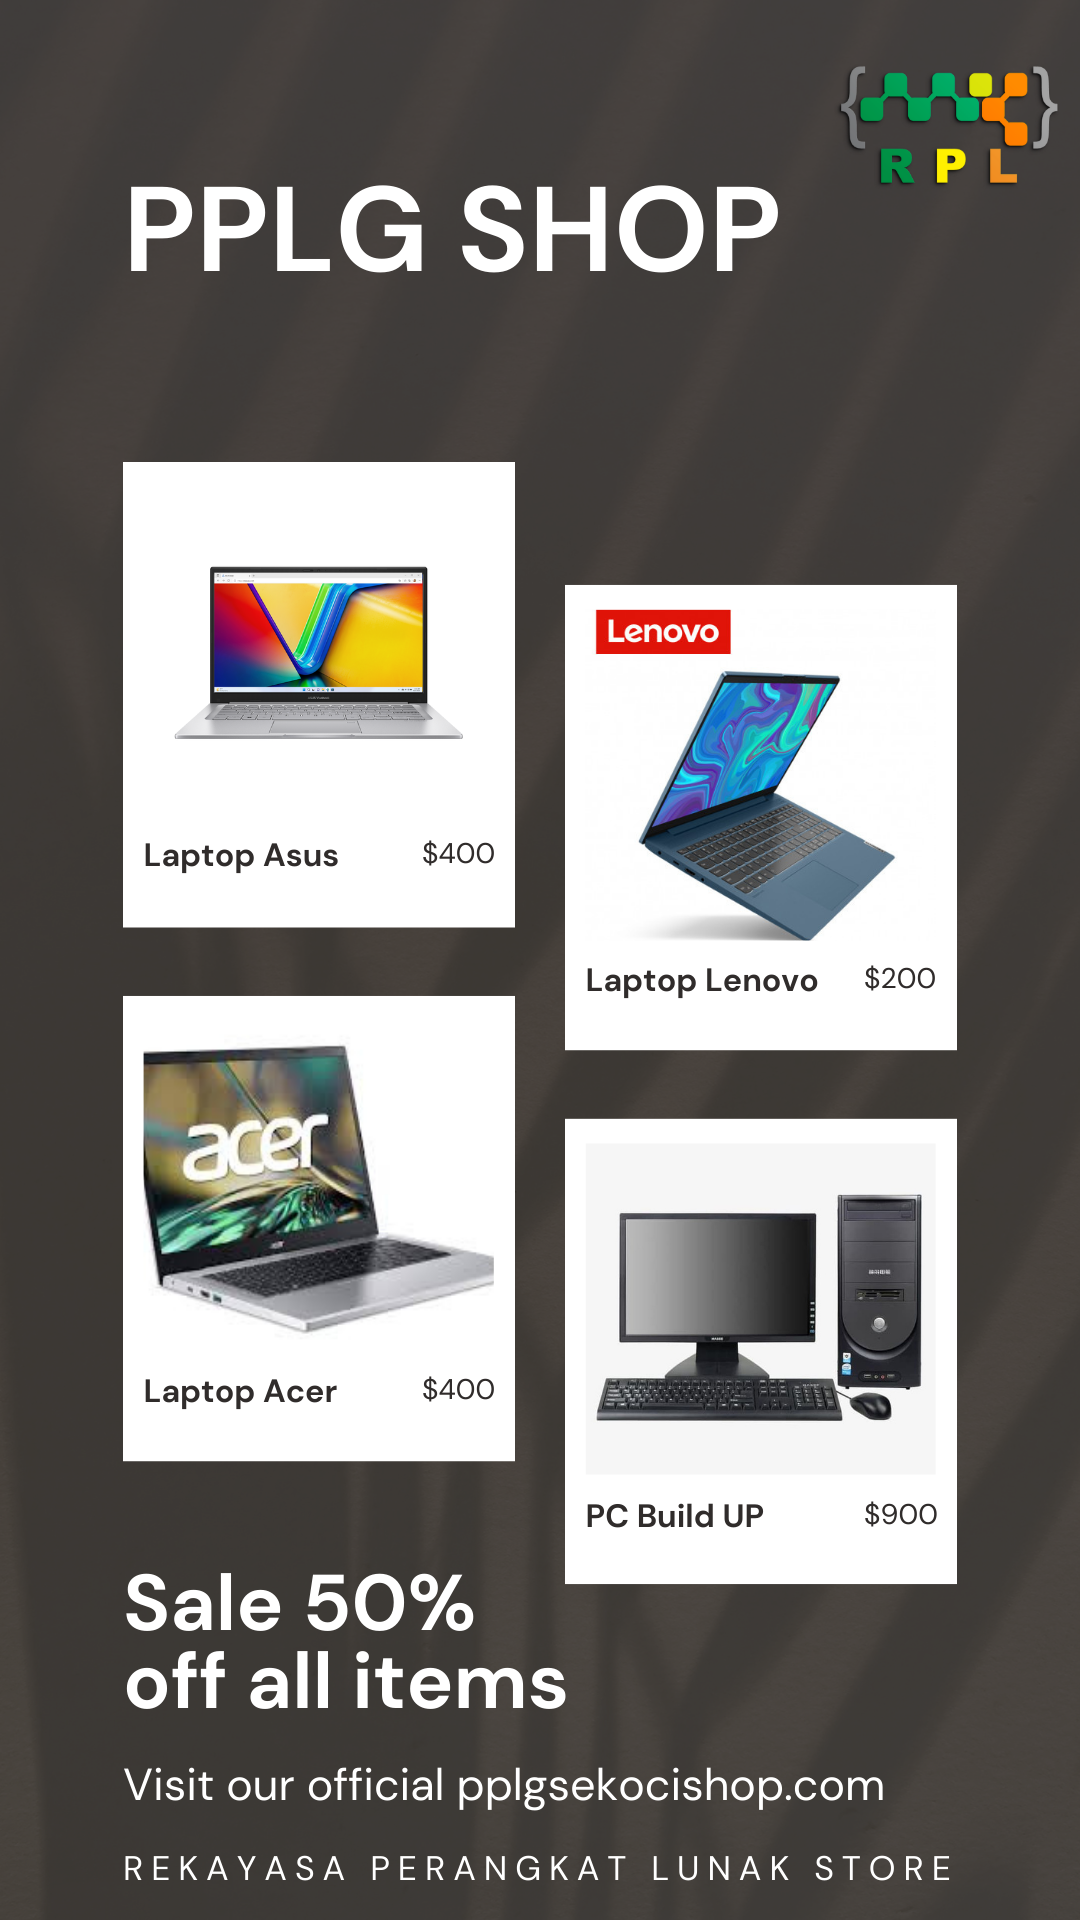 RPL
PPLG SHOP
Laptop Asus $400
Lenovo
Laptop Lenovo $200
acer
Laptop Acer $400
PC Build UP $900
Sale 50%
off all items
Visit our official pplgsekocishop.com
REKAYASA PERANGKAT LUNAK STORE